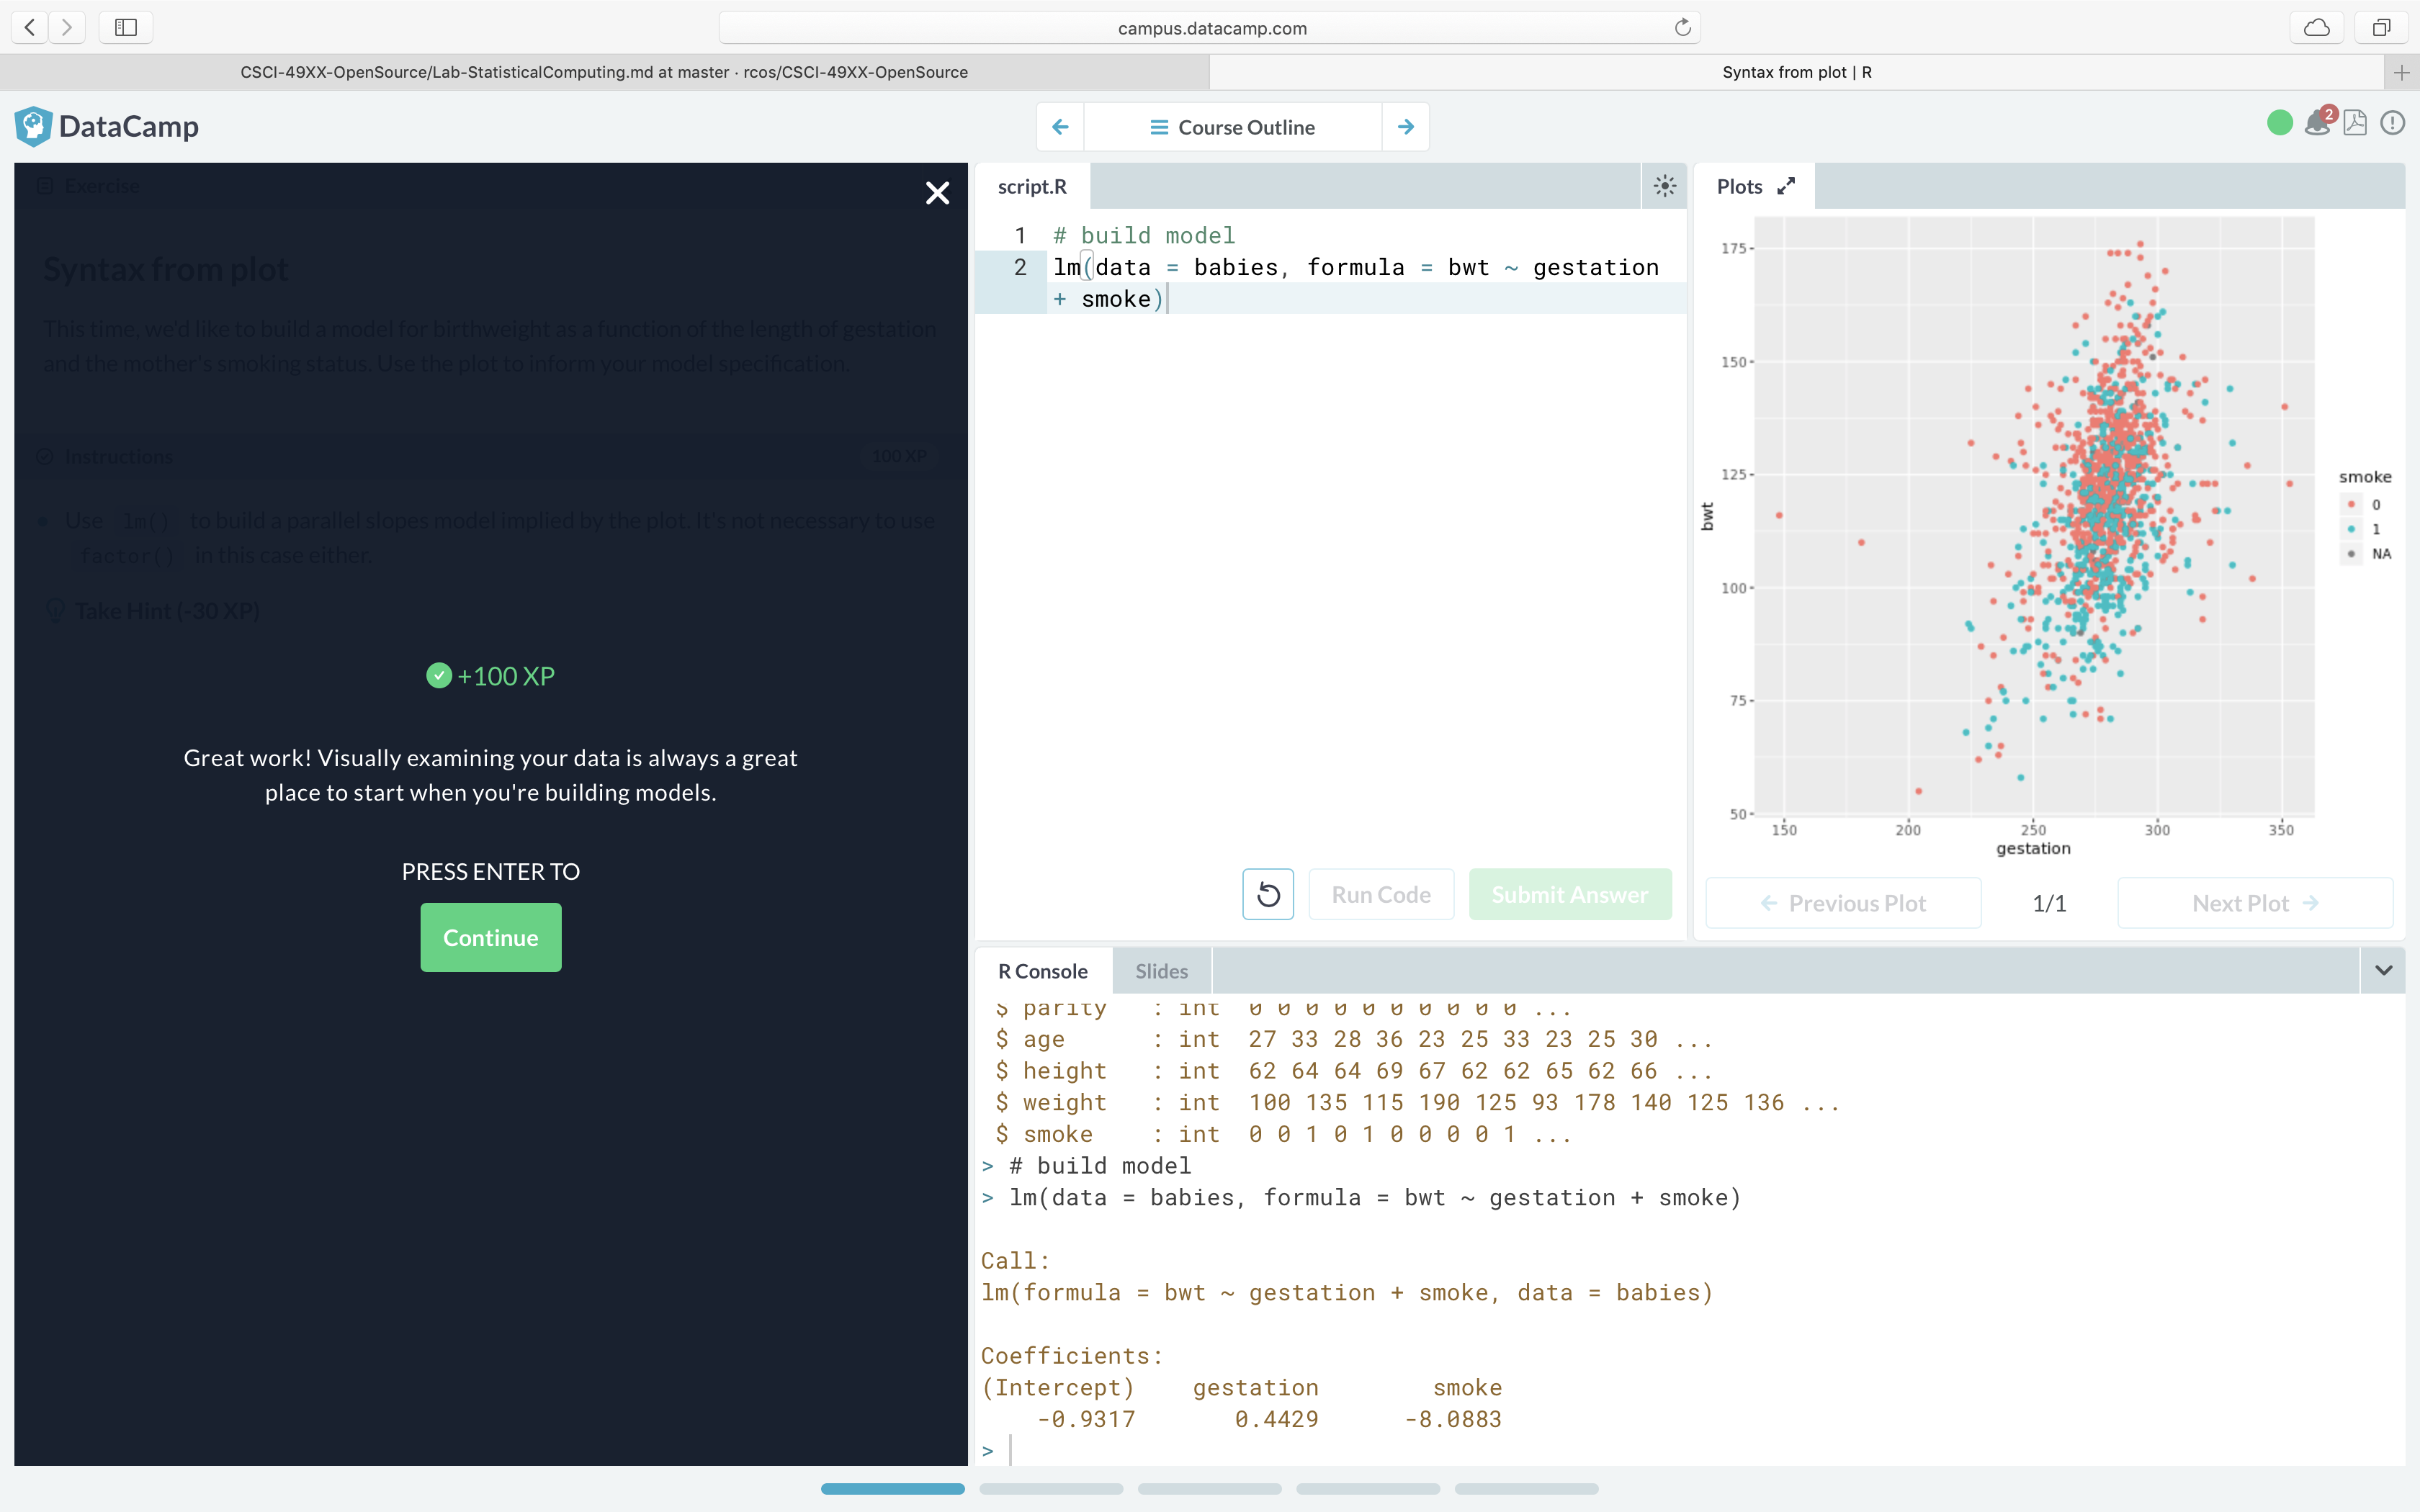 campus.datacamp.com
CSCI-49XX-OpenSource/Lab-StatisticalComputing.md at master · rcos/CSCI-49XX-OpenSource
Syntax from plot | R
DataCamp
Course Outline
2
Exercise
Syntax from plot
This time, we'd like to build a model for birthweight as a function of the length of gestation
and the mother's smoking status. Use the plot to inform your model specification.
Instructions
100 XP
Use lm() to build a parallel slopes model implied by the plot. It's not necessary to use
factor() in this case either.
Take Hint (-30 XP)
+100 XP
Great work! Visually examining your data is always a great
place to start when you're building models.
PRESS ENTER TO
Continue
script.R
1 # build model
2 lm(data = babies, formula = bwt ~ gestation
+ smoke)
Run Code
Submit Answer
Plots
175
150
125
100
75
50
bwt
150 200 250 300 350
gestation
smoke
0
1
NA
Previous Plot
1/1
Next Plot
R Console
Slides
$ parity : int 0 0 0 0 0 0 0 0 0 0 ...
$ age : int 27 33 28 36 23 25 33 23 25 30 ...
$ height : int 62 64 64 69 67 62 62 65 62 66 ...
$ weight : int 100 135 115 190 125 93 178 140 125 136 ...
$ smoke : int 0 0 1 0 1 0 0 0 0 1 ...
> # build model
> lm(data = babies, formula = bwt ~ gestation + smoke)
Call:
lm(formula = bwt ~ gestation + smoke, data = babies)
Coefficients:
(Intercept) gestation smoke
-0.9317 0.4429 -8.0883
>